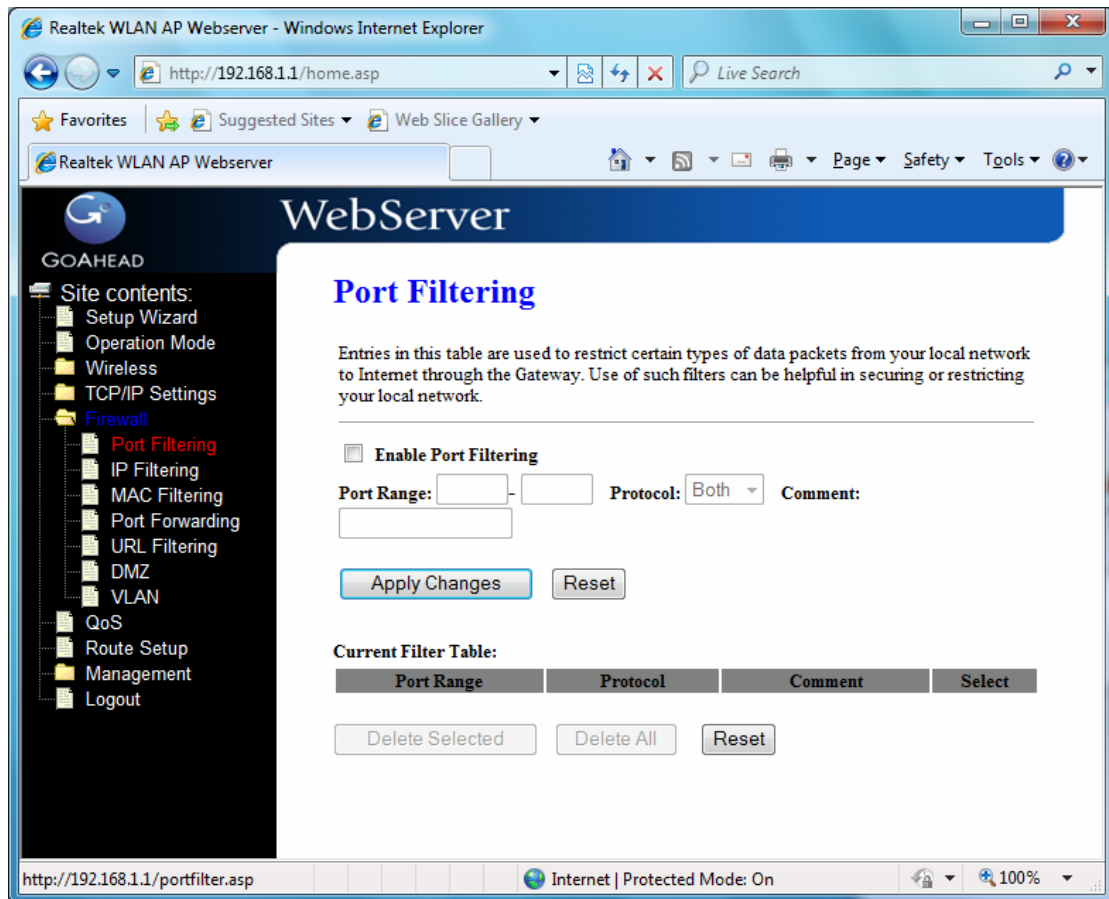 Realtek WLAN AP Webserver - Windows Internet Explorer
http://192.168.1.1/home.asp
Live Search
Favorites Suggested Sites Web Slice Gallery
Realtek WLAN AP Webserver
Page Safety Tools
GOAHEAD
WebServer
Site contents:
Setup Wizard
Operation Mode
Wireless
TCP/IP Settings
Firewall
Port Filtering
IP Filtering
MAC Filtering
Port Forwarding
URL Filtering
DMZ
VLAN
QoS
Route Setup
Management
Logout
Port Filtering
Entries in this table are used to restrict certain types of data packets from your local network
to Internet through the Gateway. Use of such filters can be helpful in securing or restricting
your local network.
Enable Port Filtering
Port Range: - Protocol: Both Comment:
Apply Changes Reset
Current Filter Table:
Port Range Protocol Comment Select
Delete Selected Delete All Reset
http://192.168.1.1/portfilter.asp Internet | Protected Mode: On 100%